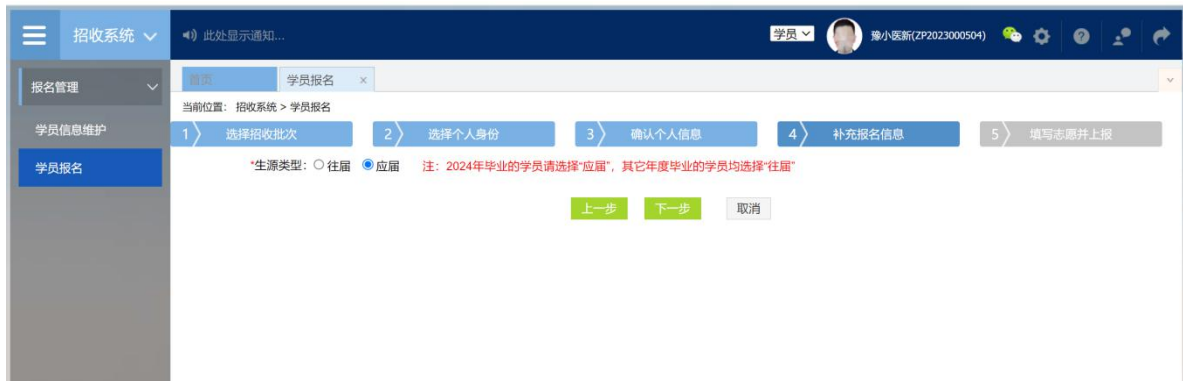 招收系统
此处显示通知...
学员
豫小医新(ZP2023000504)
报名管理
首页
学员报名 ×
当前位置： 招收系统 > 学员报名
学员信息维护
1 选择招收批次
2 选择个人身份
3 确认个人信息
4 补充报名信息
5 填写志愿并上报
学员报名
*生源类型： 往届 应届 注：2024年毕业的学员请选择“应届”，其它年度毕业的学员均选择“往届”
上一步 下一步 取消